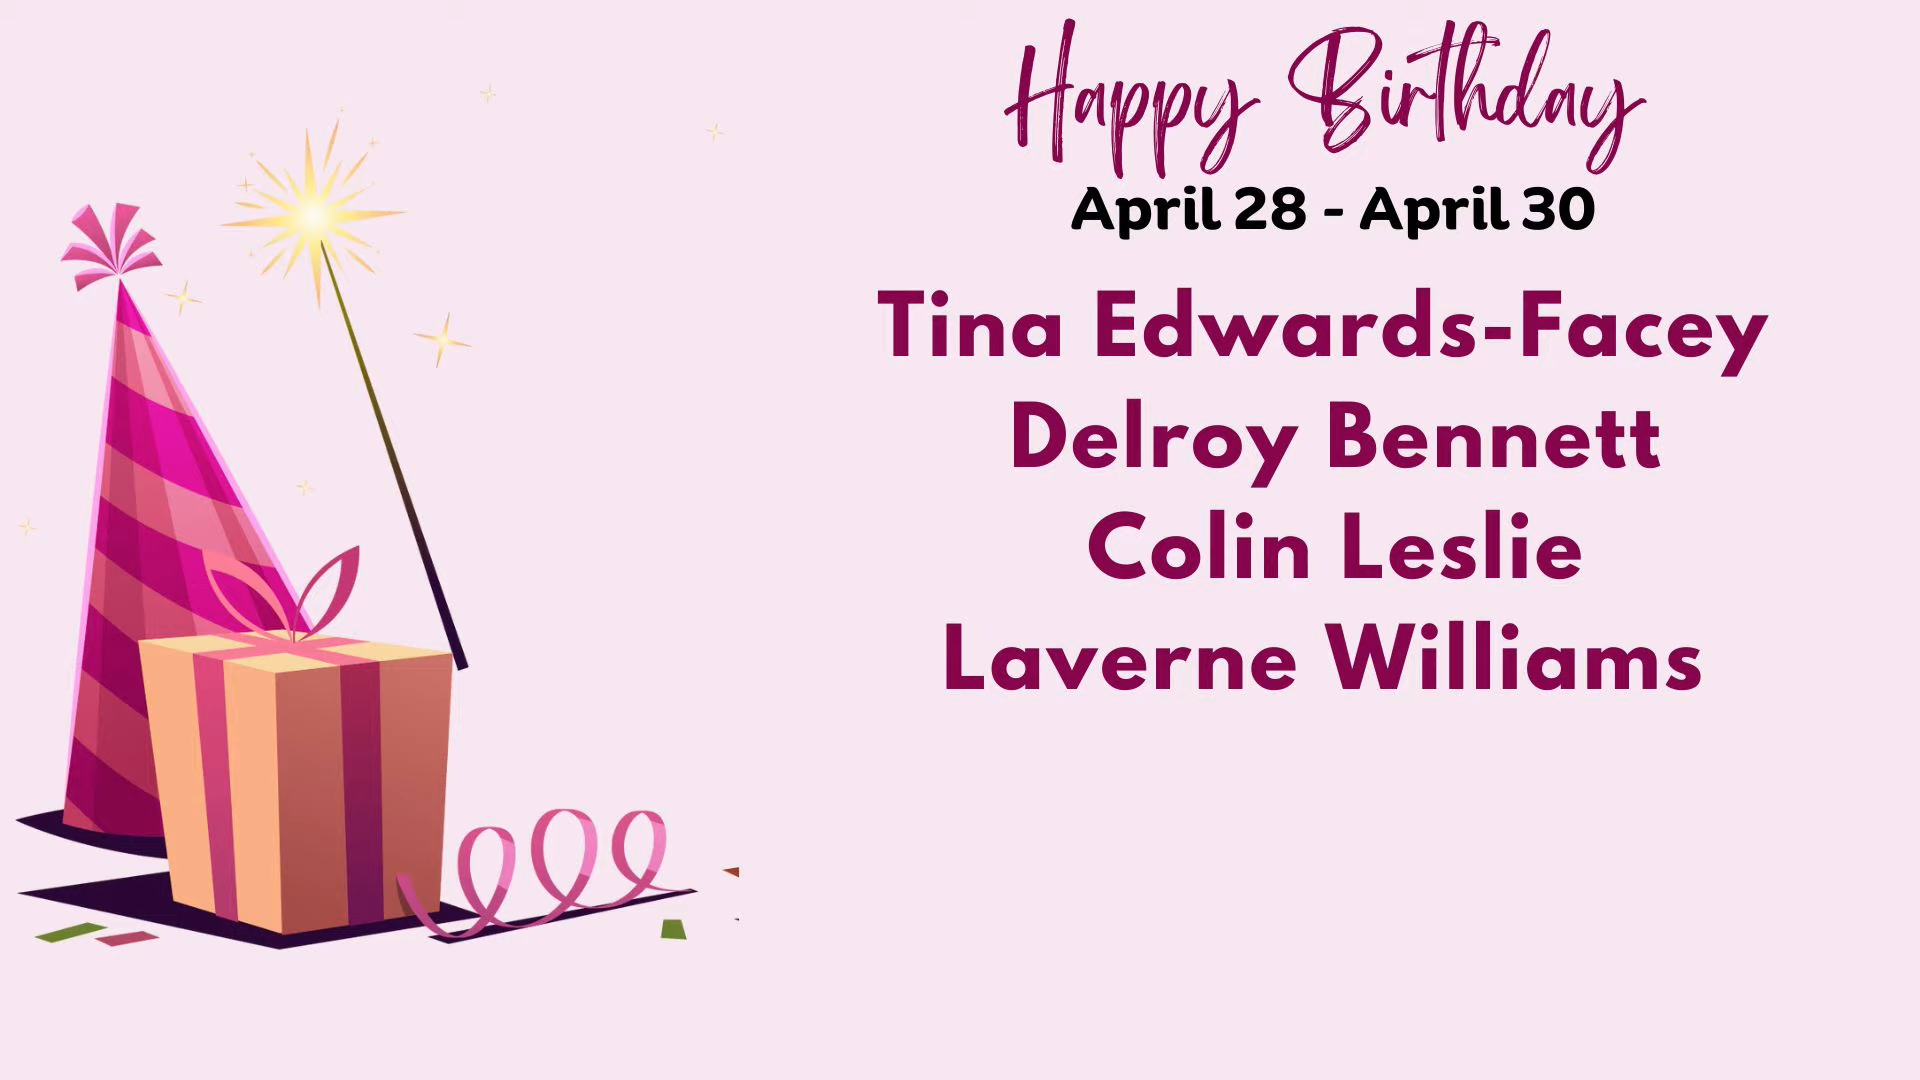 Happy Birthday
April 28 - April 30
Tina Edwards-Facey
Delroy Bennett
Colin Leslie
Laverne Williams